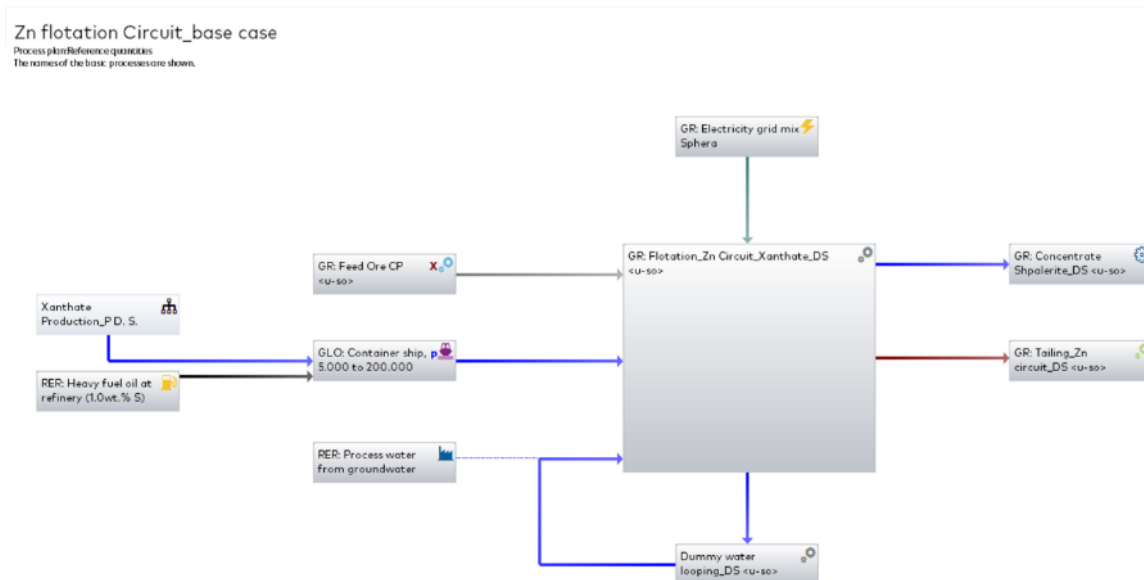 Zn flotation Circuit_base case
Process plan:Reference quantities
The names of the basic processes are shown.
GR: Electricity grid mix
Sphera
GR: Feed Ore CP
<u-so>
X
GR: Flotation_Zn Circuit_Xanthate_DS
<u-so>
GR: Concentrate
Shpalerite_DS <u-so>
Xanthate
Production_P D. S.
GLO: Container ship,
5.000 to 200.000
p
GR: Tailing_Zn
circuit_DS <u-so>
RER: Heavy fuel oil at
refinery (1.0wt.% S)
RER: Process water
from groundwater
Dummy water
looping_DS <u-so>